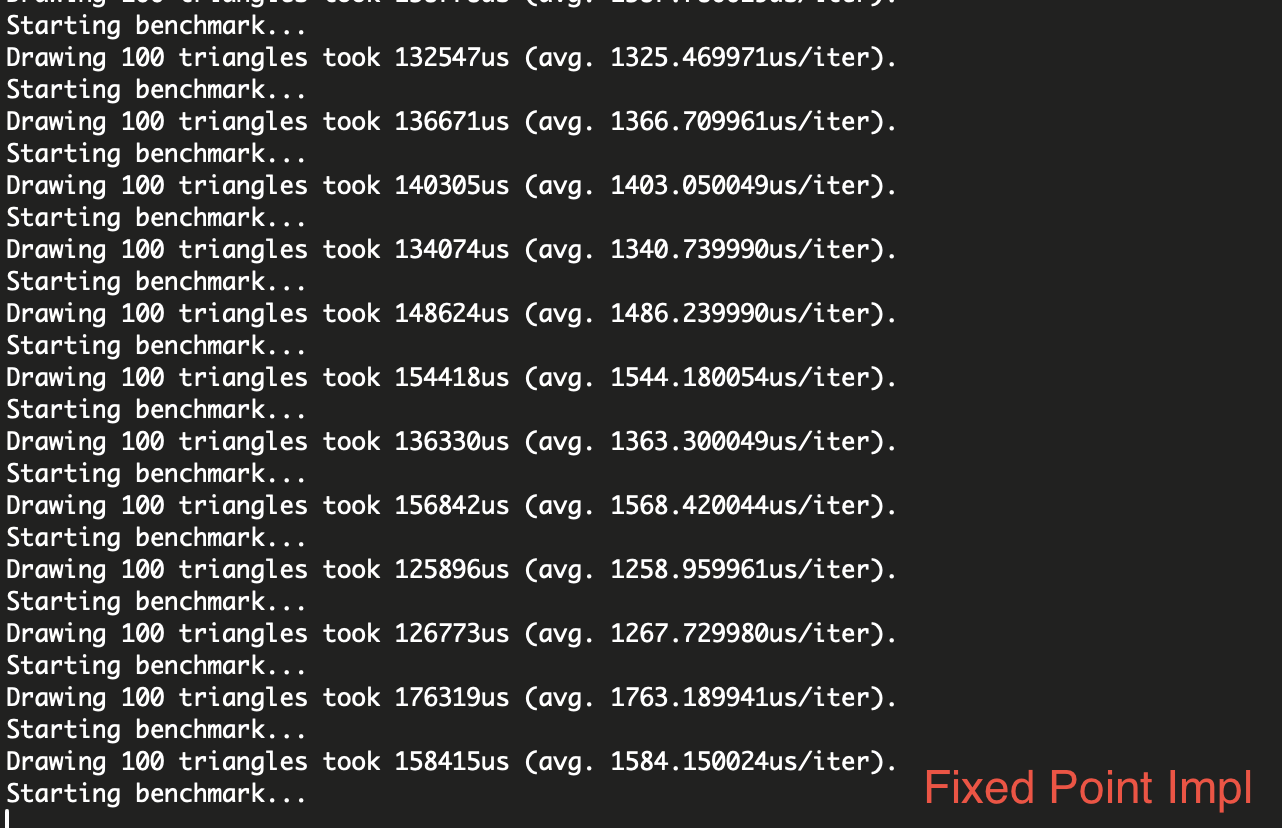 Starting benchmark...
Drawing 100 triangles took 132547us (avg. 1325.469971us/iter).
Starting benchmark...
Drawing 100 triangles took 136671us (avg. 1366.709961us/iter).
Starting benchmark...
Drawing 100 triangles took 140305us (avg. 1403.050049us/iter).
Starting benchmark...
Drawing 100 triangles took 134074us (avg. 1340.739990us/iter).
Starting benchmark...
Drawing 100 triangles took 148624us (avg. 1486.239990us/iter).
Starting benchmark...
Drawing 100 triangles took 154418us (avg. 1544.180054us/iter).
Starting benchmark...
Drawing 100 triangles took 136330us (avg. 1363.300049us/iter).
Starting benchmark...
Drawing 100 triangles took 156842us (avg. 1568.420044us/iter).
Starting benchmark...
Drawing 100 triangles took 125896us (avg. 1258.959961us/iter).
Starting benchmark...
Drawing 100 triangles took 126773us (avg. 1267.729980us/iter).
Starting benchmark...
Drawing 100 triangles took 176319us (avg. 1763.189941us/iter).
Starting benchmark...
Drawing 100 triangles took 158415us (avg. 1584.150024us/iter).
Starting benchmark...
Fixed Point Impl